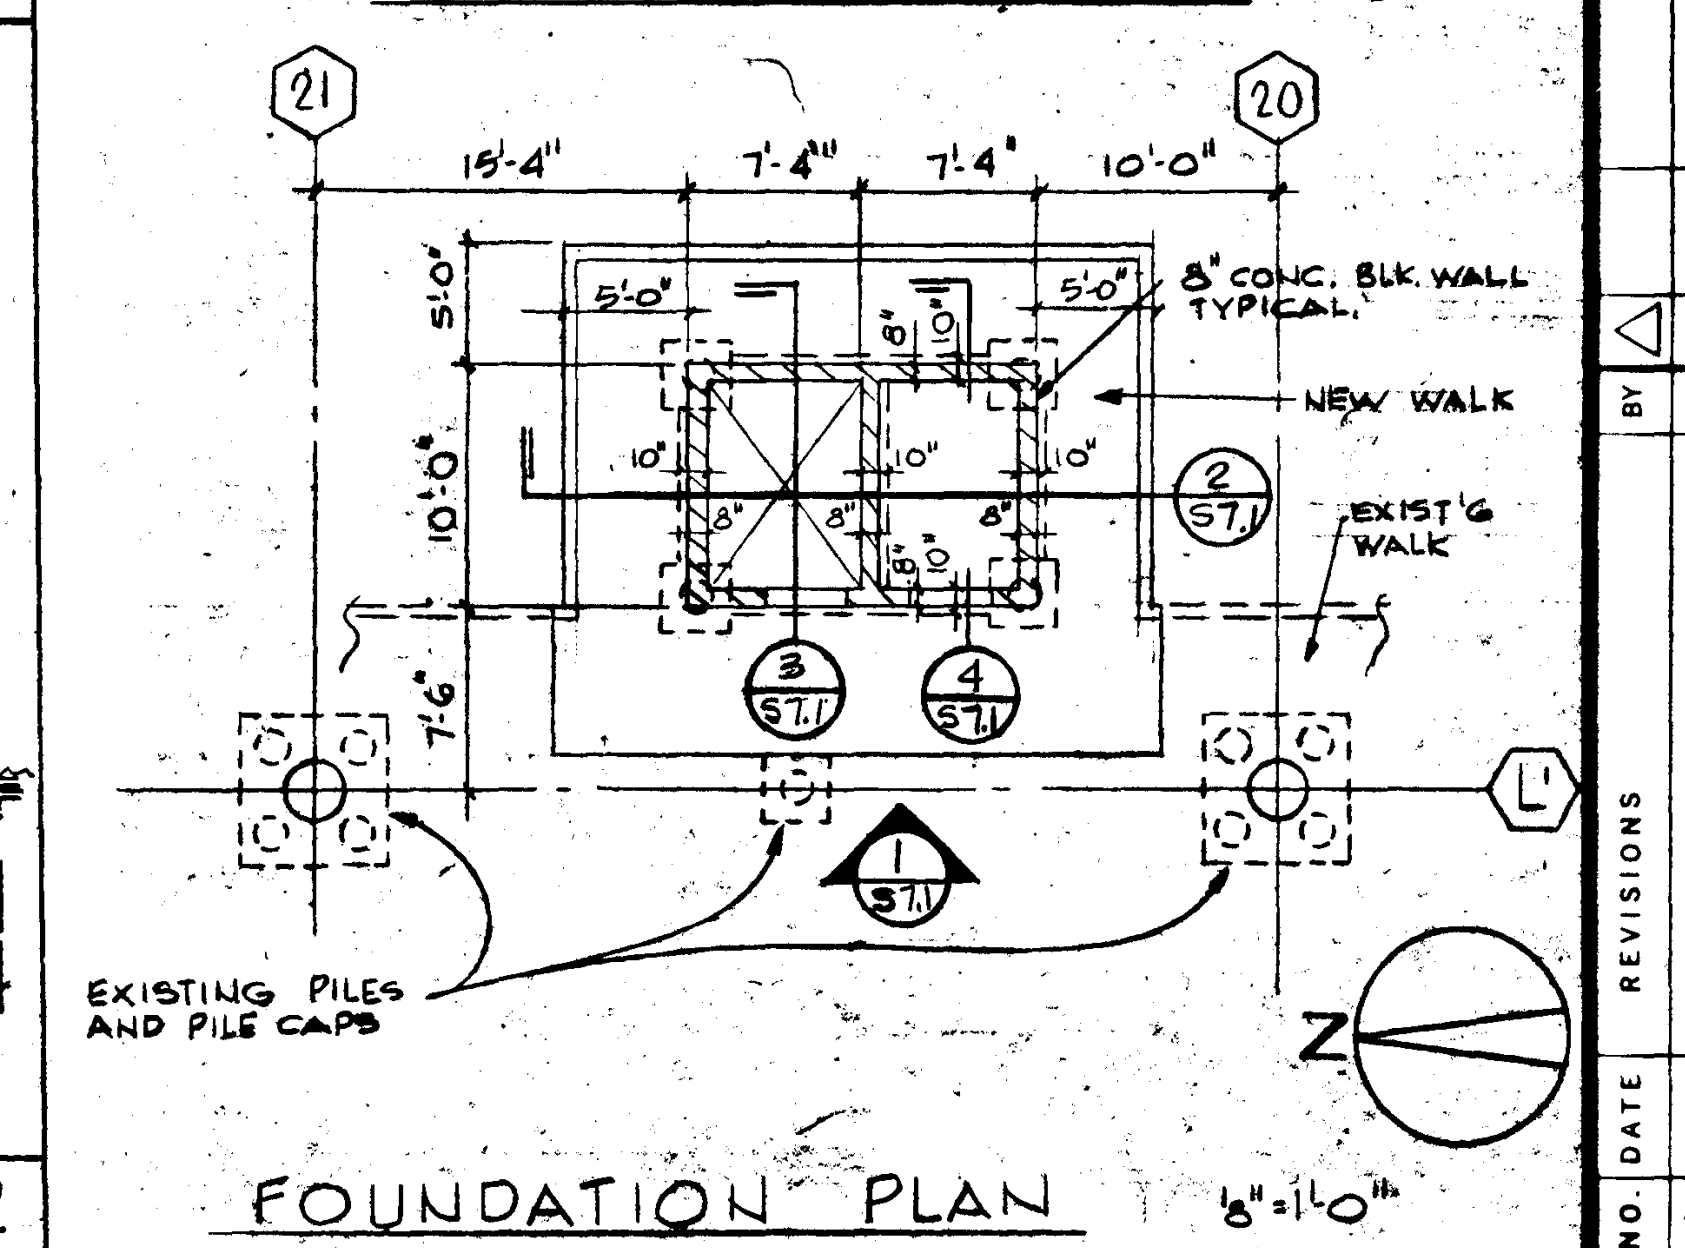 21
20
15'-4"
7'-4"
7'-4"
10'-0"
5'-0"
5'-0"
5'-0"
8" CONC. BLK. WALL
TYPICAL.
8"
10"
NEW WALK
BY
10'-0"
10"
10"
10"
2
S7.1
8"
8"
8"
8"
10"
EXIST'G
WALK
7'-6"
3
S7.1
4
S7.1
L'
1
S7.1
REVISIONS
EXISTING PILES
AND PILE CAPS
N
DATE
FOUNDATION PLAN
1/8"=1'-0"
NO.